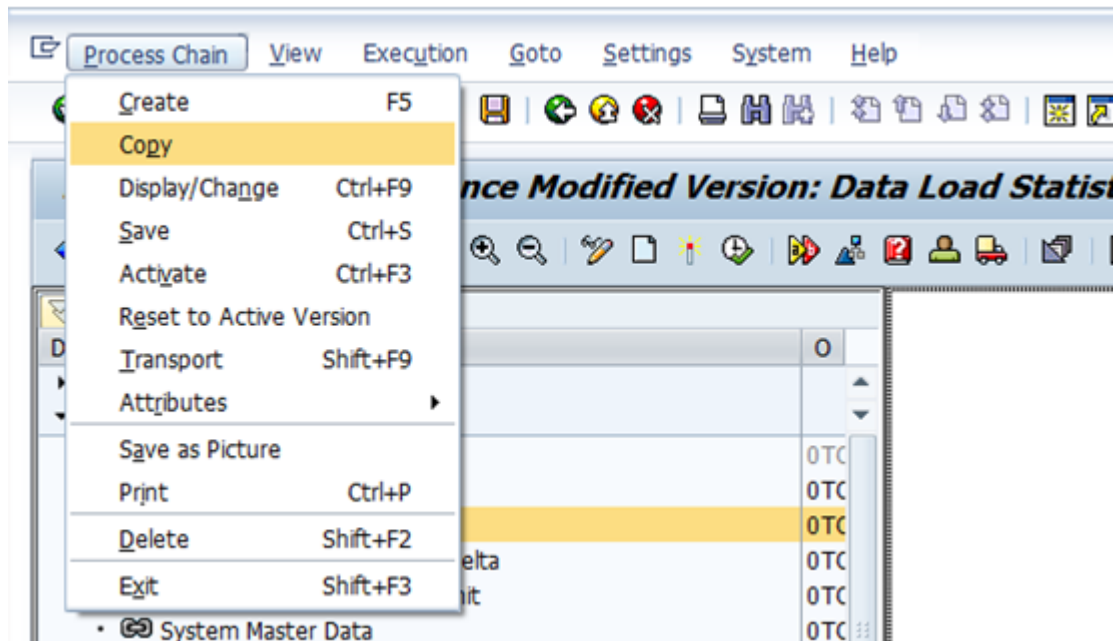 Process Chain View Execution Goto Settings System Help
Create F5
Copy
Display/Change Ctrl+F9
Save Ctrl+S
Activate Ctrl+F3
Reset to Active Version
Transport Shift+F9
Attributes
Save as Picture
Print Ctrl+P
Delete Shift+F2
Exit Shift+F3
nce Modified Version: Data Load Statist
D O
0TC
0TC
0TC
elta 0TC
nit 0TC
System Master Data 0TC